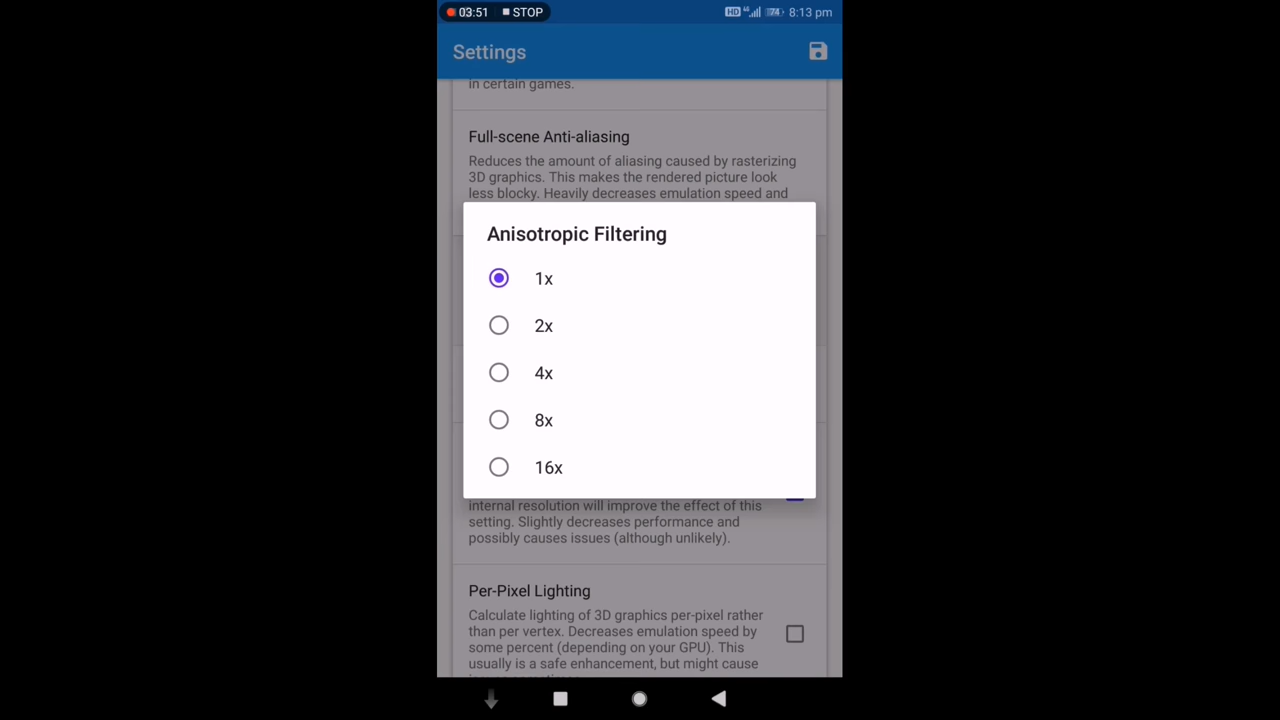 03:51 STOP HD 4G 74 8:13 pm
Settings
in certain games.
Full-scene Anti-aliasing
Reduces the amount of aliasing caused by rasterizing
3D graphics. This makes the rendered picture look
less blocky. Heavily decreases emulation speed and
Anisotropic Filtering
1x
2x
4x
8x
16x
internal resolution will improve the effect of this
setting. Slightly decreases performance and
possibly causes issues (although unlikely).
Per-Pixel Lighting
Calculate lighting of 3D graphics per-pixel rather
than per vertex. Decreases emulation speed by
some percent (depending on your GPU). This
usually is a safe enhancement, but might cause